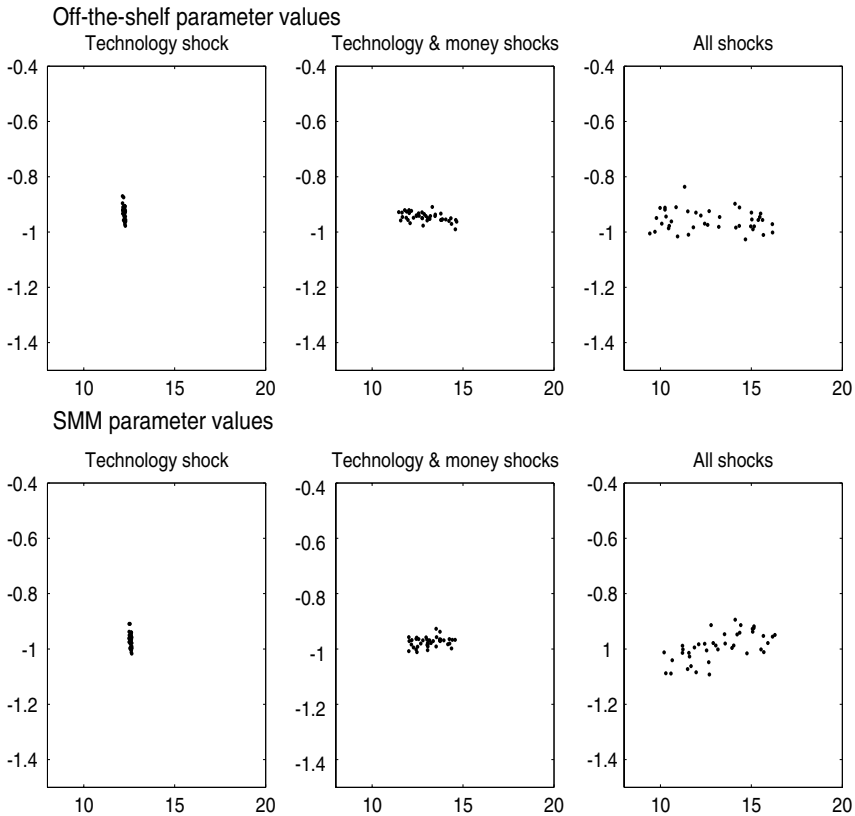 Off-the-shelf parameter values
Technology shock
Technology & money shocks
All shocks
-0.4 -0.4 -0.4
-0.6 -0.6 -0.6
-0.8 -0.8 -0.8
-1 -1 -1
-1.2 -1.2 -1.2
-1.4 -1.4 -1.4
10 15 20 10 15 20 10 15 20
SMM parameter values
Technology shock
Technology & money shocks
All shocks
-0.4 -0.4 -0.4
-0.6 -0.6 -0.6
-0.8 -0.8 -0.8
-1 -1 -1
-1.2 -1.2 -1.2
-1.4 -1.4 -1.4
10 15 20 10 15 20 10 15 20